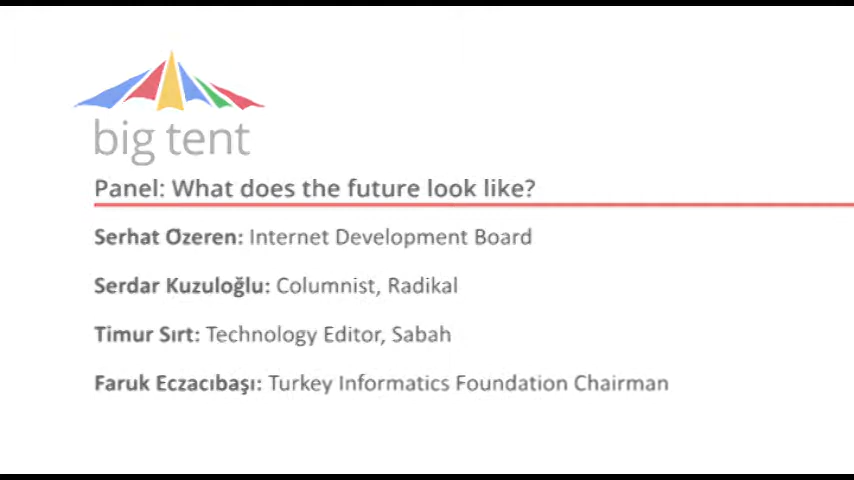 big tent
Panel: What does the future look like?
Serhat Özeren: Internet Development Board
Serdar Kuzuloğlu: Columnist, Radikal
Timur Sırt: Technology Editor, Sabah
Faruk Eczacıbaşı: Turkey Informatics Foundation Chairman